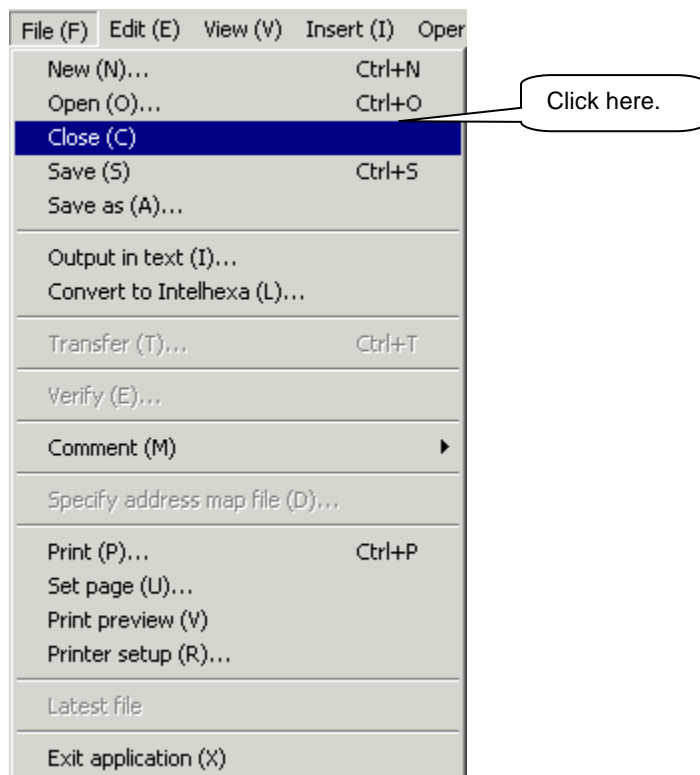 File (F) Edit (E) View (V) Insert (I) Oper
New (N)... Ctrl+N
Open (O)... Ctrl+O
Click here.
Close (C)
Save (S) Ctrl+S
Save as (A)...
Output in text (I)...
Convert to Intelhexa (L)...
Transfer (T)... Ctrl+T
Verify (E)...
Comment (M)
Specify address map file (D)...
Print (P)... Ctrl+P
Set page (U)...
Print preview (V)
Printer setup (R)...
Latest file
Exit application (X)